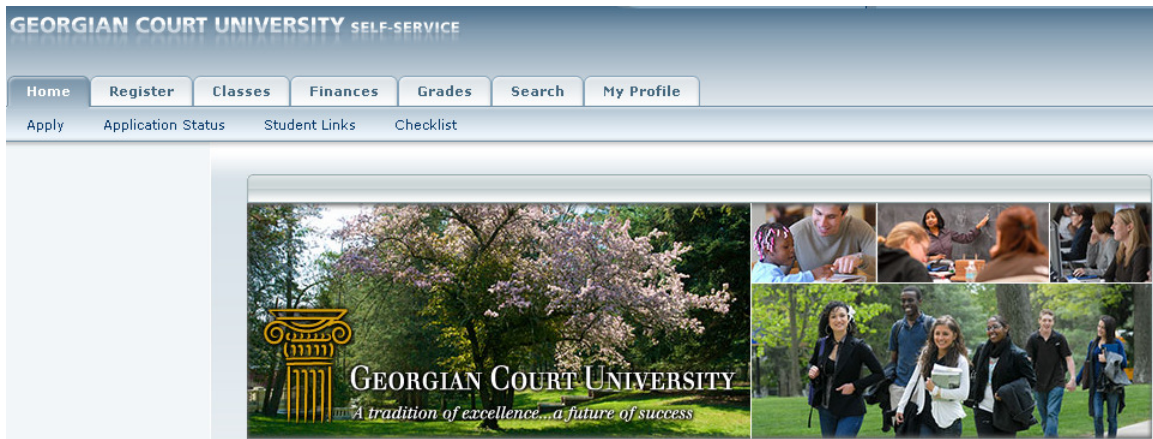 GEORGIAN COURT UNIVERSITY SELF-SERVICE
Home Register Classes Finances Grades Search My Profile
Apply Application Status Student Links Checklist
GEORGIAN COURT UNIVERSITY
A tradition of excellence...a future of success